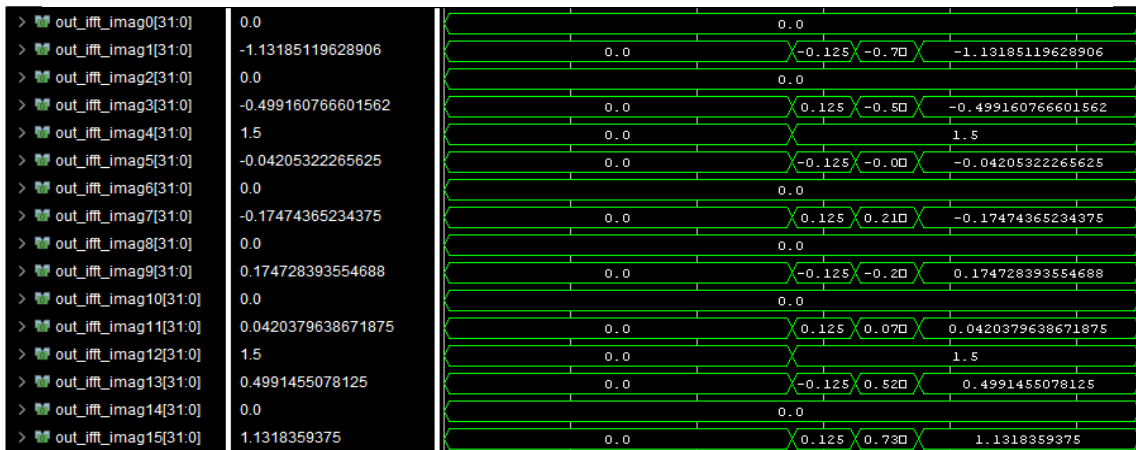 out_ifft_imag0[31:0] 0.0 0.0
out_ifft_imag1[31:0] -1.13185119628906 0.0 -0.125 -0.7□ -1.13185119628906
out_ifft_imag2[31:0] 0.0 0.0
out_ifft_imag3[31:0] -0.499160766601562 0.0 0.125 -0.5□ -0.499160766601562
out_ifft_imag4[31:0] 1.5 0.0 1.5
out_ifft_imag5[31:0] -0.04205322265625 0.0 -0.125 -0.0□ -0.04205322265625
out_ifft_imag6[31:0] 0.0 0.0
out_ifft_imag7[31:0] -0.17474365234375 0.0 0.125 0.21□ -0.17474365234375
out_ifft_imag8[31:0] 0.0 0.0
out_ifft_imag9[31:0] 0.174728393554688 0.0 -0.125 -0.2□ 0.174728393554688
out_ifft_imag10[31:0] 0.0 0.0
out_ifft_imag11[31:0] 0.0420379638671875 0.0 0.125 0.07□ 0.0420379638671875
out_ifft_imag12[31:0] 1.5 0.0 1.5
out_ifft_imag13[31:0] 0.4991455078125 0.0 -0.125 0.52□ 0.4991455078125
out_ifft_imag14[31:0] 0.0 0.0
out_ifft_imag15[31:0] 1.1318359375 0.0 0.125 0.73□ 1.1318359375